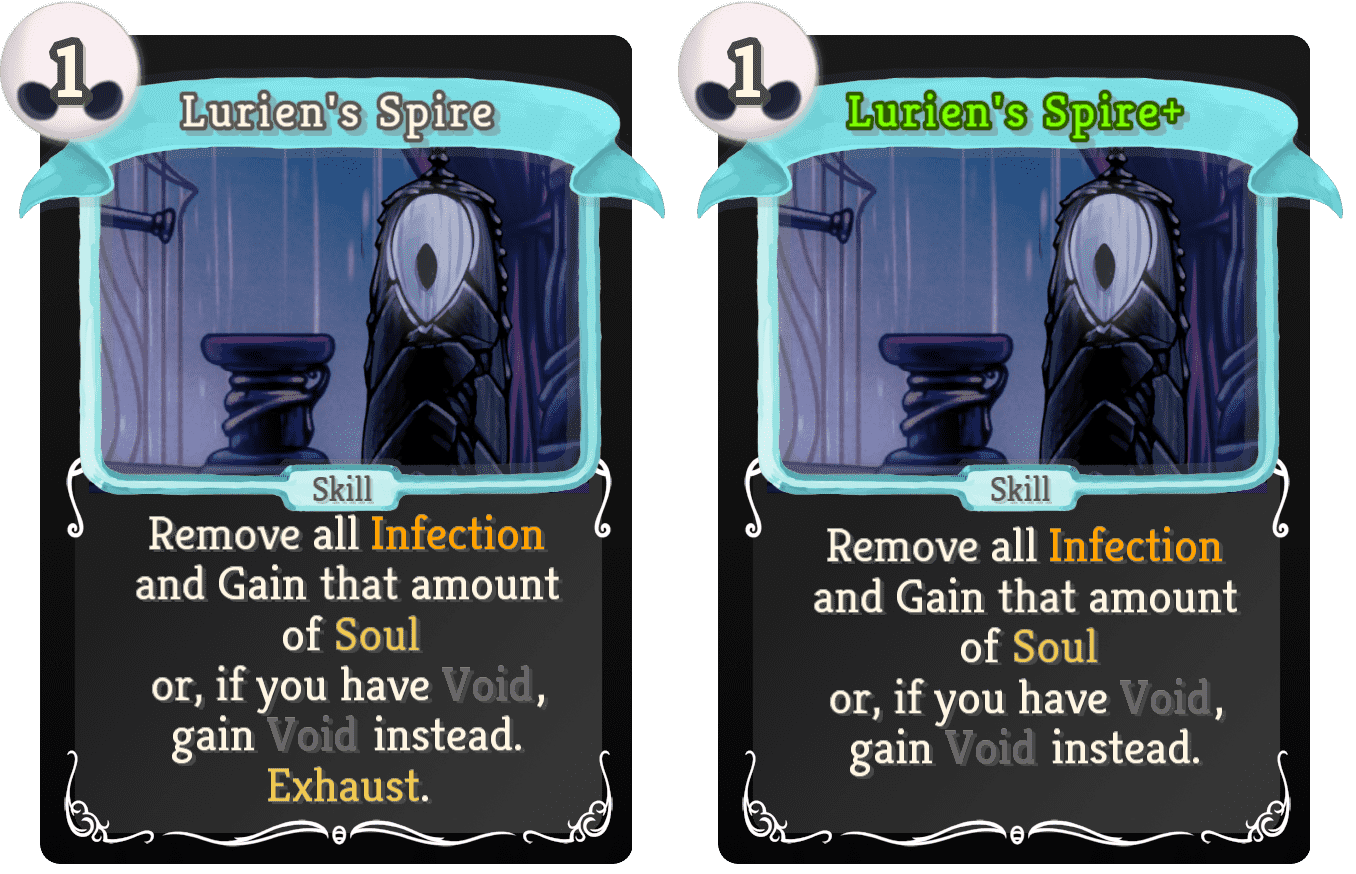 1
Lurien's Spire
Skill
Remove all Infection
and Gain that amount
of Soul
or, if you have Void,
gain Void instead.
Exhaust.
1
Lurien's Spire+
Skill
Remove all Infection
and Gain that amount
of Soul
or, if you have Void,
gain Void instead.